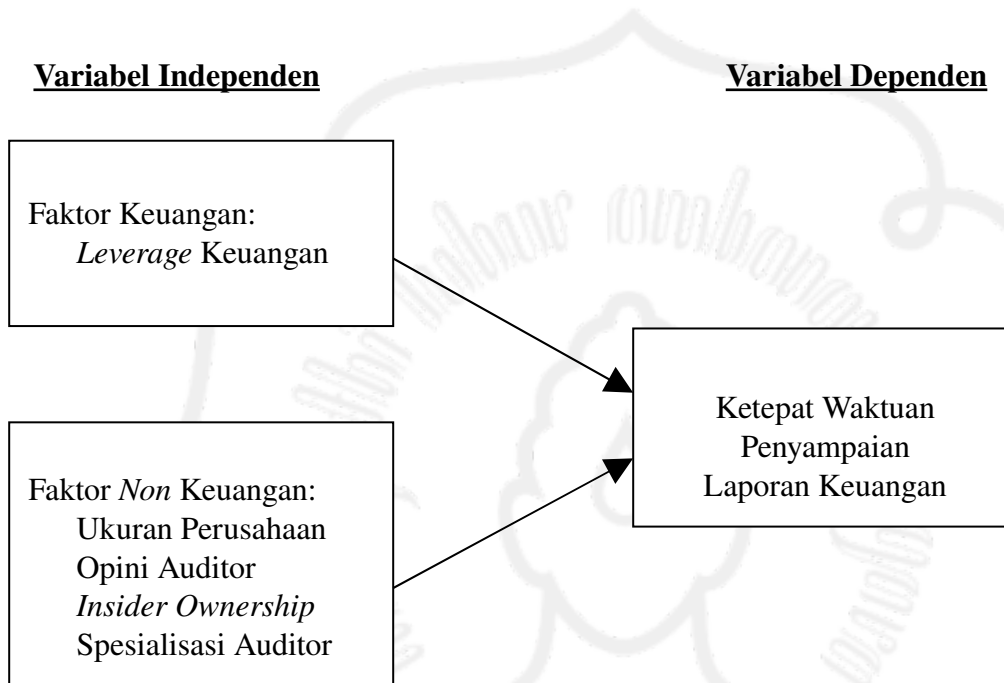 Variabel Independen
Variabel Dependen
Faktor Keuangan:
Leverage Keuangan
Faktor Non Keuangan:
Ukuran Perusahaan
Opini Auditor
Insider Ownership
Spesialisasi Auditor
Ketepat Waktuan
Penyampaian
Laporan Keuangan